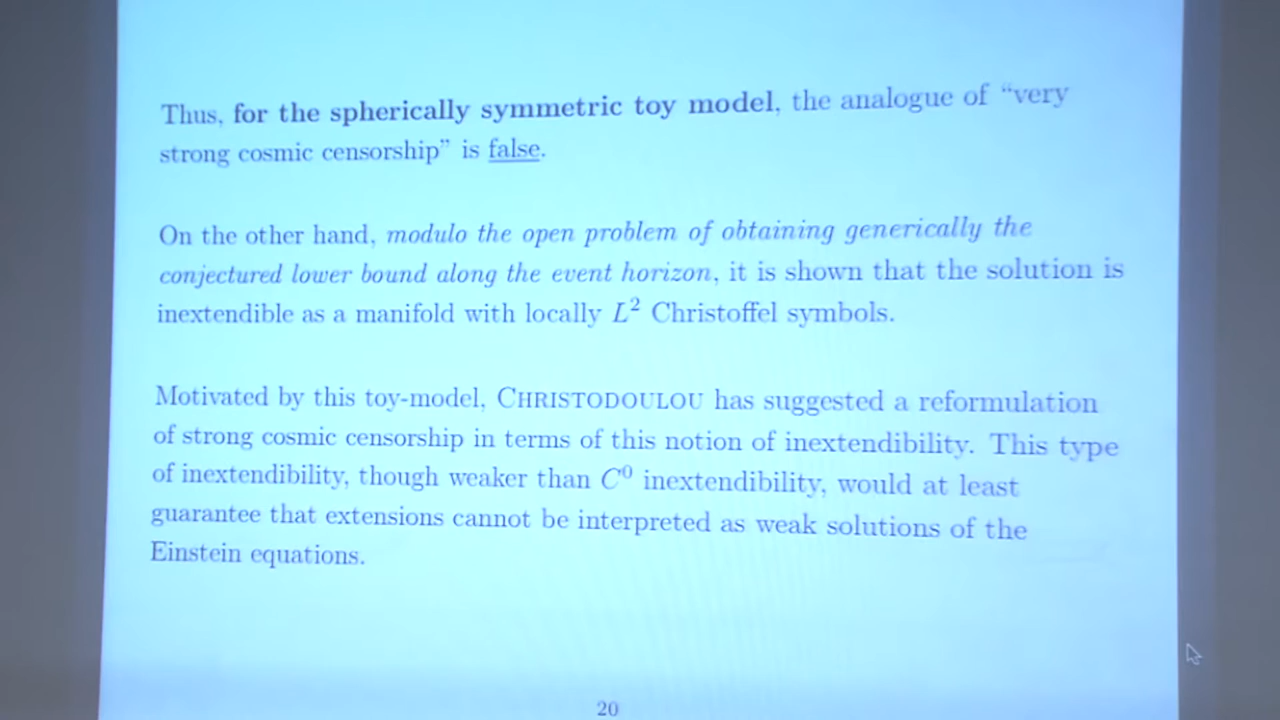 Thus, for the spherically symmetric toy model, the analogue of “very
strong cosmic censorship” is false.
On the other hand, modulo the open problem of obtaining generically the
conjectured lower bound along the event horizon, it is shown that the solution is
inextendible as a manifold with locally L² Christoffel symbols.
Motivated by this toy-model, CHRISTODOULOU has suggested a reformulation
of strong cosmic censorship in terms of this notion of inextendibility. This type
of inextendibility, though weaker than C⁰ inextendibility, would at least
guarantee that extensions cannot be interpreted as weak solutions of the
Einstein equations.
20